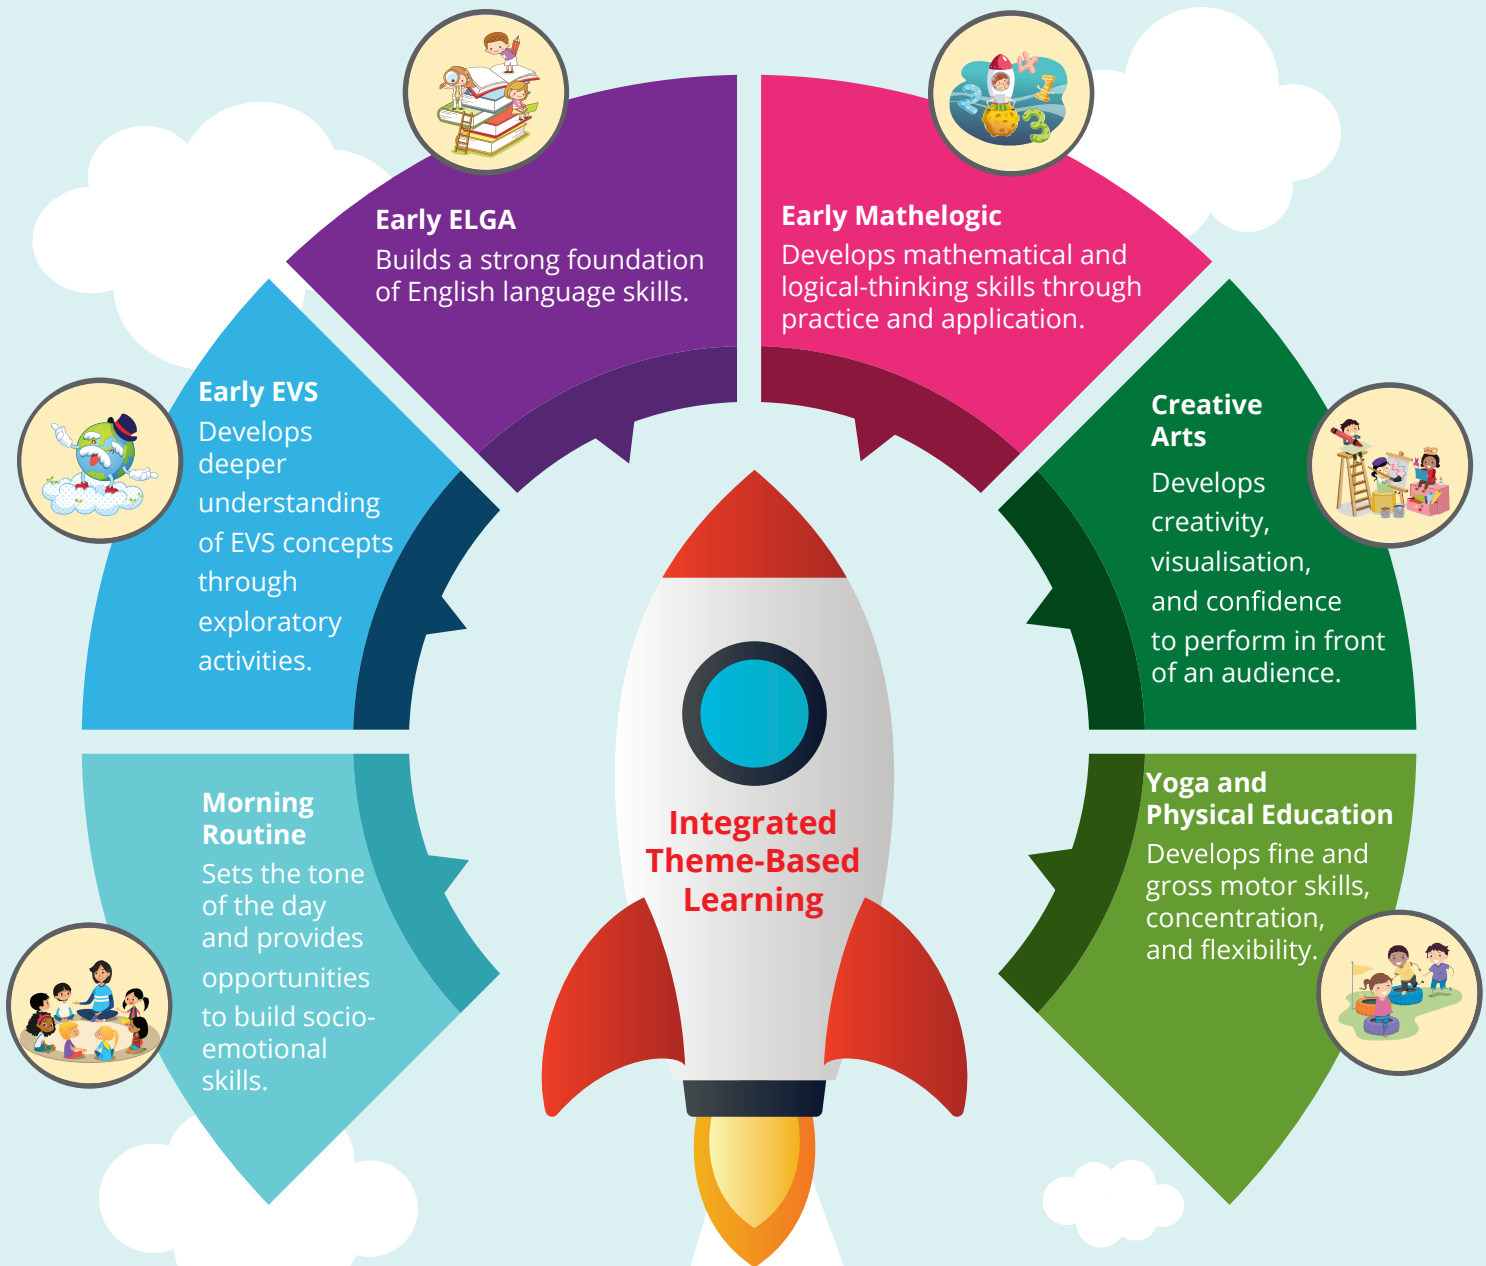 Early ELGA
Builds a strong foundation
of English language skills.
Early Mathelogic
Develops mathematical and
logical-thinking skills through
practice and application.
Early EVS
Develops
deeper
understanding
of EVS concepts
through
exploratory
activities.
Creative
Arts
Develops
creativity,
visualisation,
and confidence
to perform in front
of an audience.
Morning
Routine
Sets the tone
of the day
and provides
opportunities
to build socio-
emotional
skills.
Integrated
Theme-Based
Learning
Yoga and
Physical Education
Develops fine and
gross motor skills,
concentration,
and flexibility.